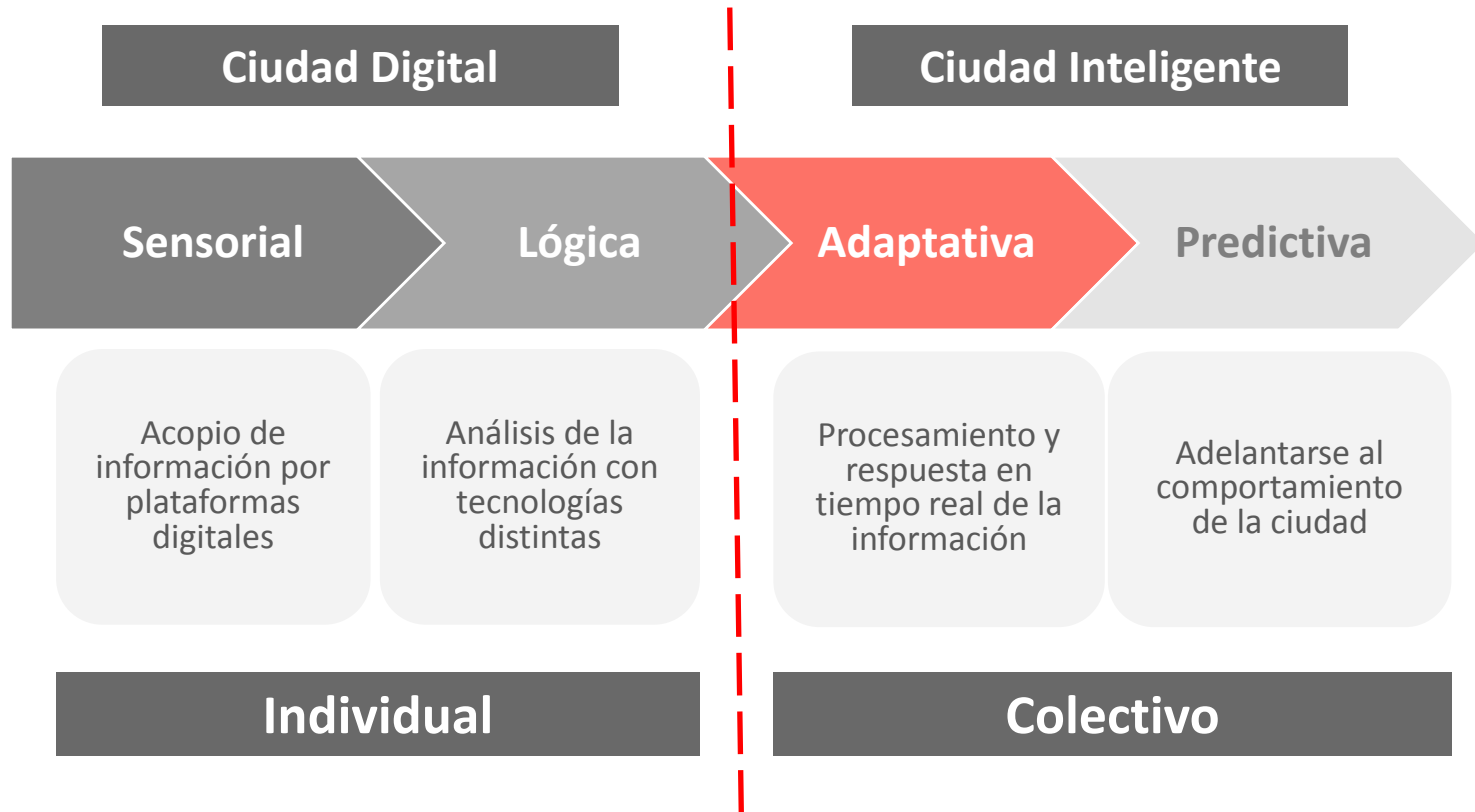 Ciudad Digital
Ciudad Inteligente
Sensorial
Lógica
Adaptativa
Predictiva
Acopio de
información por
plataformas
digitales
Análisis de la
información con
tecnologías
distintas
Procesamiento y
respuesta en
tiempo real de la
información
Adelantarse al
comportamiento
de la ciudad
Individual
Colectivo